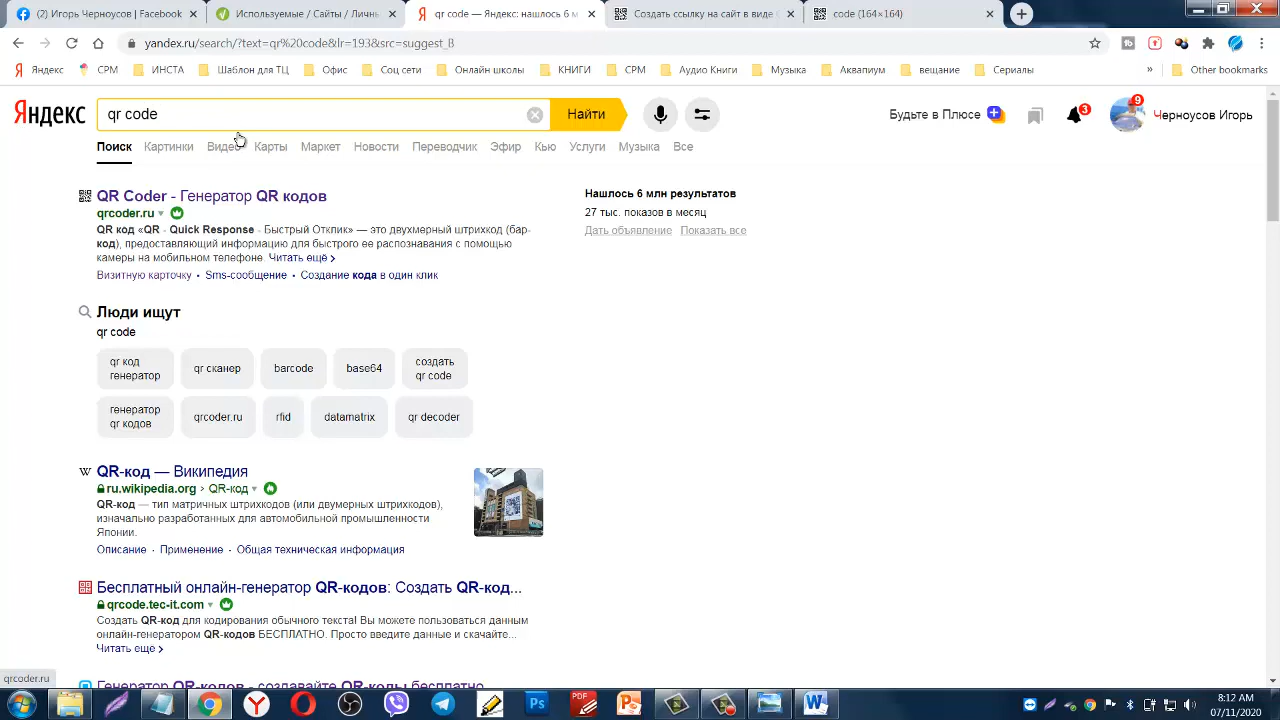 (2) Игорь Черноусов | Facebook
Используемые / Сайты / Личны
qr code — Яндекс: нашлось 6 м
Создать ссылку на сайт в виде
code (164×164)
yandex.ru/search/?text=qr%20code&lr=193&src=suggest_B
Яндекс
СРМ
ИНСТА
Шаблон для ТЦ
Офис
Соц сети
Онлайн школы
КНИГИ
СРМ
Аудио Книги
Музыка
Аквапиум
вещание
Сериалы
»
Other bookmarks
Яндекс
qr code
Найти
Будьте в Плюсе
3
9
Черноусов Игорь
Поиск
Картинки
Видео
Карты
Маркет
Новости
Переводчик
Эфир
Кью
Услуги
Музыка
Все
QR Coder - Генератор QR кодов
qrcoder.ru
QR код «QR - Quick Response - Быстрый Отклик» — это двухмерный штрихкод (бар-
код), предоставляющий информацию для быстрого ее распознавания с помощью
камеры на мобильном телефоне. Читать ещё >
Визитную карточку • Sms-сообщение • Создание кода в один клик
Нашлось 6 млн результатов
27 тыс. показов в месяц
Дать объявление Показать все
Люди ищут
qr code
qr код
генератор
qr сканер
barcode
base64
создать
qr code
генератор
qr кодов
qrcoder.ru
rfid
datamatrix
qr decoder
QR-код — Википедия
ru.wikipedia.org › QR-код
QR-код — тип матричных штрихкодов (или двумерных штрихкодов),
изначально разработанных для автомобильной промышленности
Японии.
Описание • Применение • Общая техническая информация
Бесплатный онлайн-генератор QR-кодов: Создать QR-код...
qrcode.tec-it.com
Создать QR-код для кодирования обычного текста! Вы можете пользоваться данным
онлайн-генератором QR-кодов БЕСПЛАТНО. Просто введите данные и скачайте...
Читать ещё >
Генератор QR-кодов - создавайте QR-коды бесплатно
qrcoder.ru
PDF
8:12 AM
07/11/2020